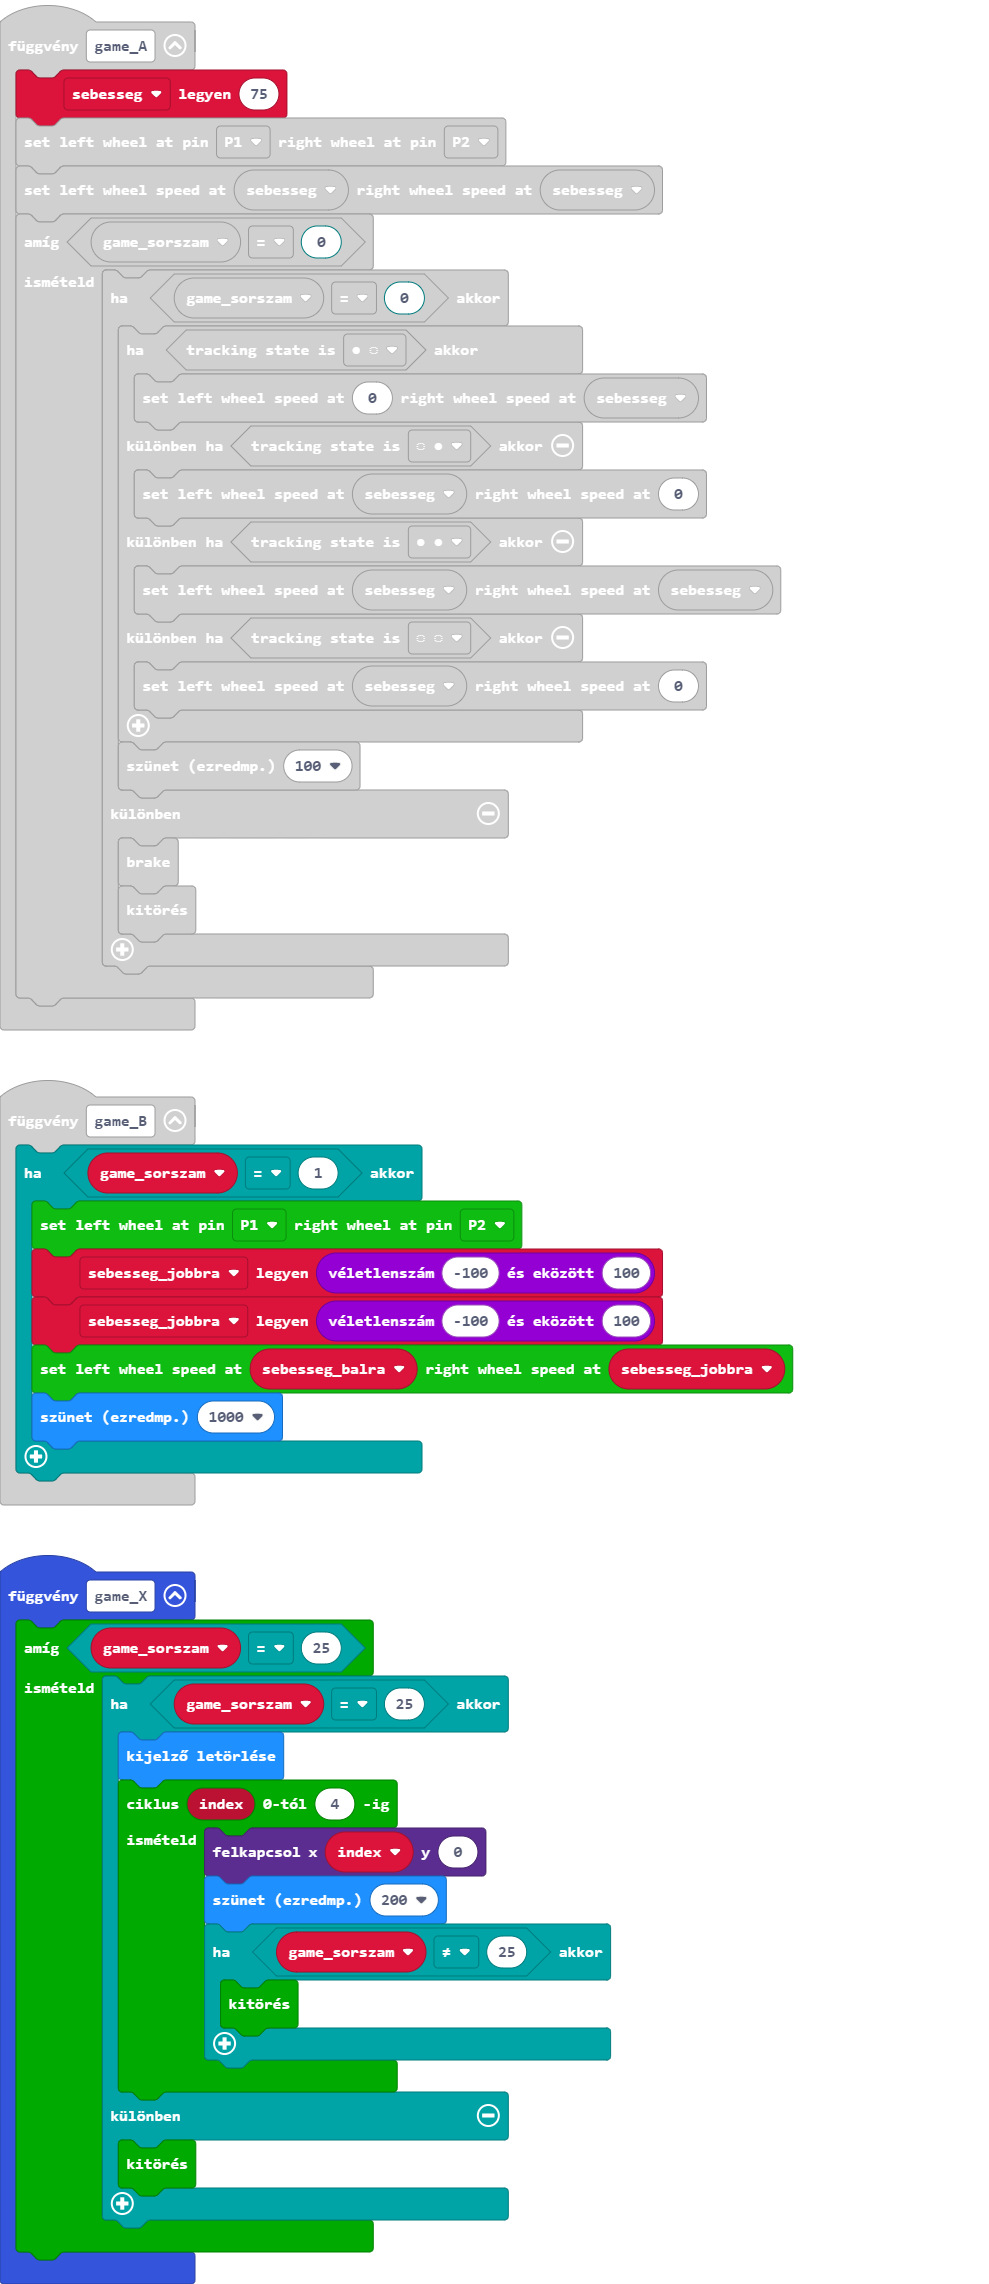 függvény game_A
sebesseg legyen 75
set left wheel at pin P1 right wheel at pin P2
set left wheel speed at sebesseg right wheel speed at sebesseg
amíg game_sorszam = 0
ismételd
ha game_sorszam = 0 akkor
ha tracking state is ● ◌ akkor
set left wheel speed at 0 right wheel speed at sebesseg
különben ha tracking state is ◌ ● akkor
set left wheel speed at sebesseg right wheel speed at 0
különben ha tracking state is ● ● akkor
set left wheel speed at sebesseg right wheel speed at sebesseg
különben ha tracking state is ◌ ◌ akkor
set left wheel speed at sebesseg right wheel speed at 0
szünet (ezredmp.) 100
különben
brake
kitörés
függvény game_B
ha game_sorszam = 1 akkor
set left wheel at pin P1 right wheel at pin P2
sebesseg_jobbra legyen véletlenszám -100 és eközött 100
sebesseg_jobbra legyen véletlenszám -100 és eközött 100
set left wheel speed at sebesseg_balra right wheel speed at sebesseg_jobbra
szünet (ezredmp.) 1000
függvény game_X
amíg game_sorszam = 25
ismételd
ha game_sorszam = 25 akkor
kijelző letörlése
ciklus index 0-tól 4 -ig
ismételd
felkapcsol x index y 0
szünet (ezredmp.) 200
ha game_sorszam ≠ 25 akkor
kitörés
különben
kitörés